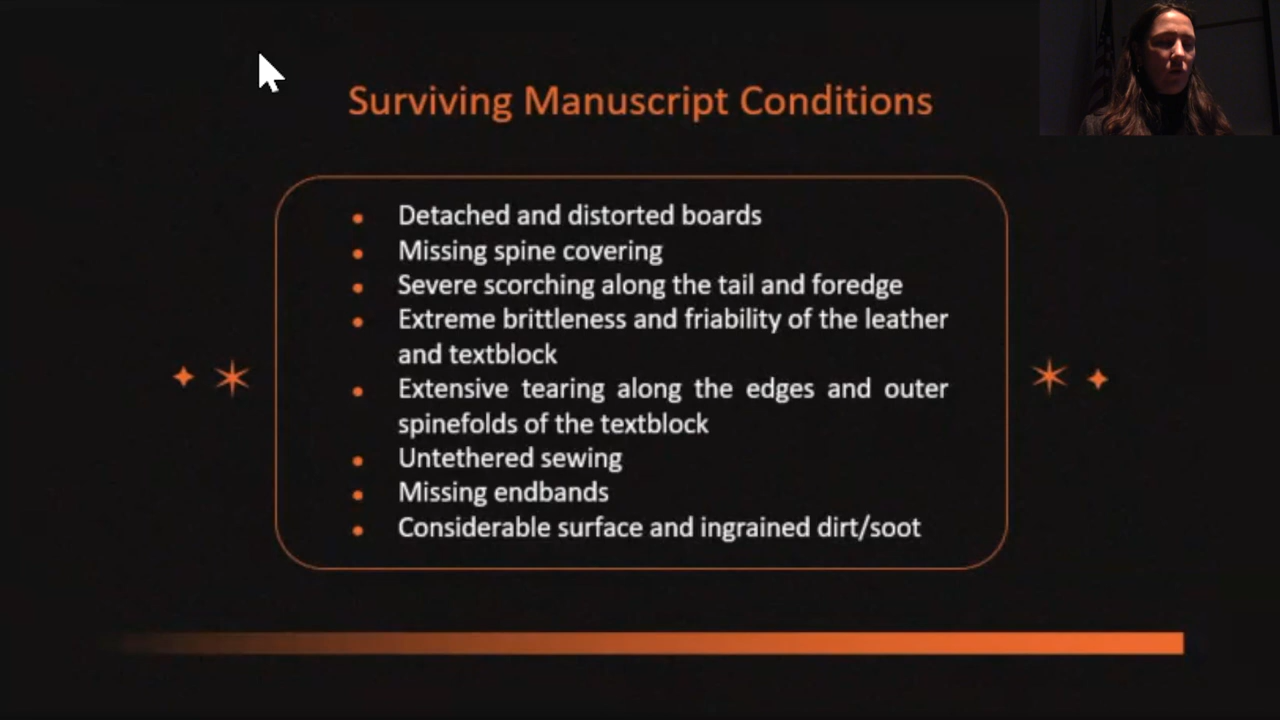 Surviving Manuscript Conditions
• Detached and distorted boards
• Missing spine covering
• Severe scorching along the tail and foredge
• Extreme brittleness and friability of the leather
and textblock
• Extensive tearing along the edges and outer
spinefolds of the textblock
• Untethered sewing
• Missing endbands
• Considerable surface and ingrained dirt/soot